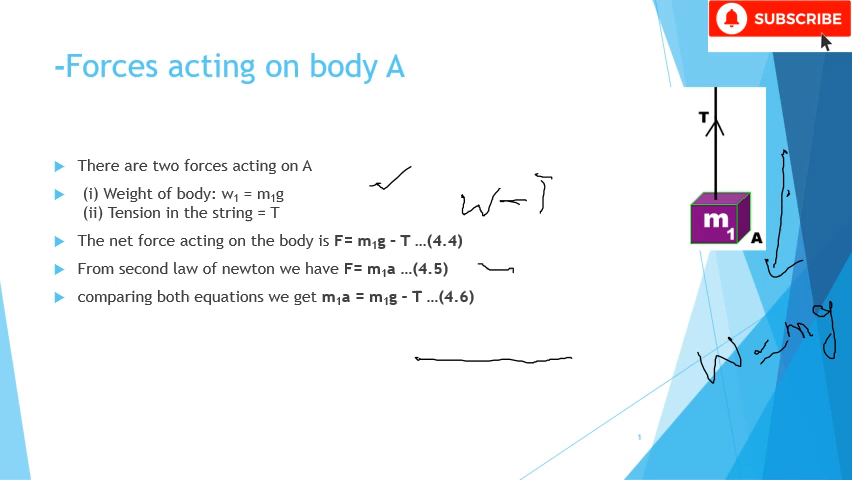 SUBSCRIBE
-Forces acting on body A
There are two forces acting on A
(i) Weight of body: w₁ = m₁g
(ii) Tension in the string = T
The net force acting on the body is F= m₁g - T ...(4.4)
From second law of newton we have F= m₁a ...(4.5)
comparing both equations we get m₁a = m₁g - T ...(4.6)
W-T
T
m₁
A
W=mg
1